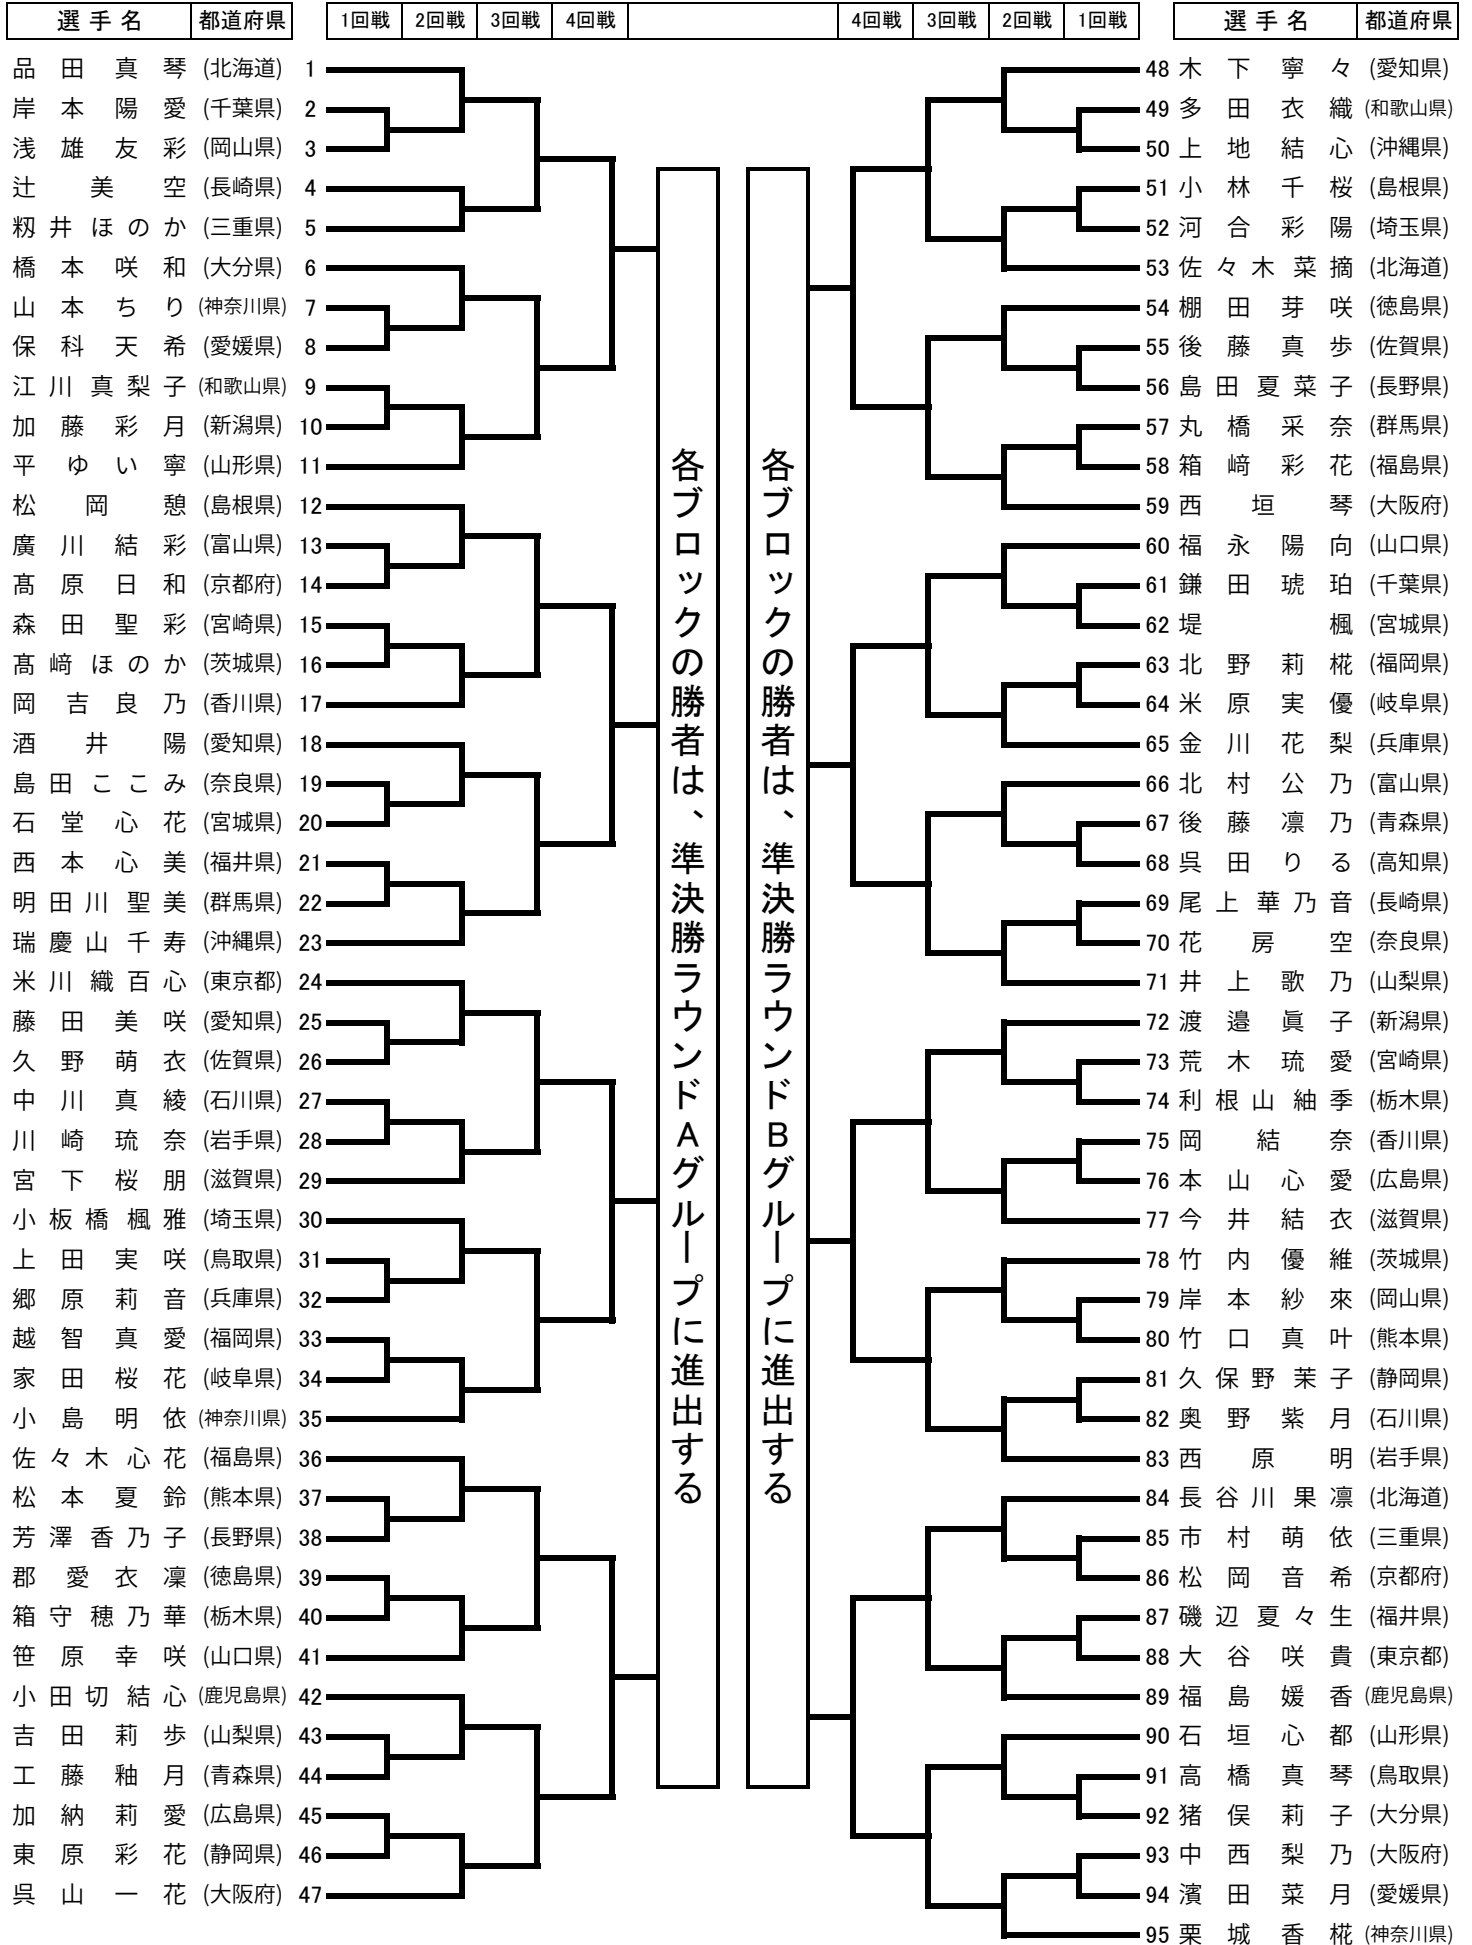 選手名 都道府県 1回戦 2回戦 3回戦 4回戦
品田真琴 (北海道) 1
岸本陽愛 (千葉県) 2
浅雄友彩 (岡山県) 3
辻美空 (長崎県) 4
籾井ほのか (三重県) 5
橋本咲和 (大分県) 6
山本ちり (神奈川県) 7
保科天希 (愛媛県) 8
江川真梨子 (和歌山県) 9
加藤彩月 (新潟県) 10
平ゆい寧 (山形県) 11
松岡憩 (島根県) 12
廣川結彩 (富山県) 13
髙原日和 (京都府) 14
森田聖彩 (宮崎県) 15
髙﨑ほのか (茨城県) 16
岡吉良乃 (香川県) 17
酒井陽 (愛知県) 18
島田ここみ (奈良県) 19
石堂心花 (宮城県) 20
西本心美 (福井県) 21
明田川聖美 (群馬県) 22
瑞慶山千寿 (沖縄県) 23
米川織百心 (東京都) 24
藤田美咲 (愛知県) 25
久野萌衣 (佐賀県) 26
中川真綾 (石川県) 27
川崎琉奈 (岩手県) 28
宮下桜朋 (滋賀県) 29
小板橋楓雅 (埼玉県) 30
上田実咲 (鳥取県) 31
郷原莉音 (兵庫県) 32
越智真愛 (福岡県) 33
家田桜花 (岐阜県) 34
小島明依 (神奈川県) 35
佐々木心花 (福島県) 36
松本夏鈴 (熊本県) 37
芳澤香乃子 (長野県) 38
郡愛衣凜 (徳島県) 39
箱守穂乃華 (栃木県) 40
笹原幸咲 (山口県) 41
小田切結心 (鹿児島県) 42
吉田莉歩 (山梨県) 43
工藤釉月 (青森県) 44
加納莉愛 (広島県) 45
東原彩花 (静岡県) 46
呉山一花 (大阪府) 47
各ブロックの勝者は、準決勝ラウンドAグループに進出する
各ブロックの勝者は、準決勝ラウンドBグループに進出する
4回戦 3回戦 2回戦 1回戦 選手名 都道府県
48 木下寧々 (愛知県)
49 多田衣織 (和歌山県)
50 上地結心 (沖縄県)
51 小林千桜 (島根県)
52 河合彩陽 (埼玉県)
53 佐々木菜摘 (北海道)
54 棚田芽咲 (徳島県)
55 後藤真歩 (佐賀県)
56 島田夏菜子 (長野県)
57 丸橋采奈 (群馬県)
58 箱﨑彩花 (福島県)
59 西垣琴 (大阪府)
60 福永陽向 (山口県)
61 鎌田琥珀 (千葉県)
62 堤楓 (宮城県)
63 北野莉椛 (福岡県)
64 米原実優 (岐阜県)
65 金川花梨 (兵庫県)
66 北村公乃 (富山県)
67 後藤凛乃 (青森県)
68 呉田りる (高知県)
69 尾上華乃音 (長崎県)
70 花房空 (奈良県)
71 井上歌乃 (山梨県)
72 渡邉眞子 (新潟県)
73 荒木琉愛 (宮崎県)
74 利根山紬季 (栃木県)
75 岡結奈 (香川県)
76 本山心愛 (広島県)
77 今井結衣 (滋賀県)
78 竹内優維 (茨城県)
79 岸本紗來 (岡山県)
80 竹口真叶 (熊本県)
81 久保野茉子 (静岡県)
82 奥野紫月 (石川県)
83 西原明 (岩手県)
84 長谷川果凛 (北海道)
85 市村萌依 (三重県)
86 松岡音希 (京都府)
87 磯辺夏々生 (福井県)
88 大谷咲貴 (東京都)
89 福島媛香 (鹿児島県)
90 石垣心都 (山形県)
91 高橋真琴 (鳥取県)
92 猪俣莉子 (大分県)
93 中西梨乃 (大阪府)
94 濱田菜月 (愛媛県)
95 栗城香椛 (神奈川県)